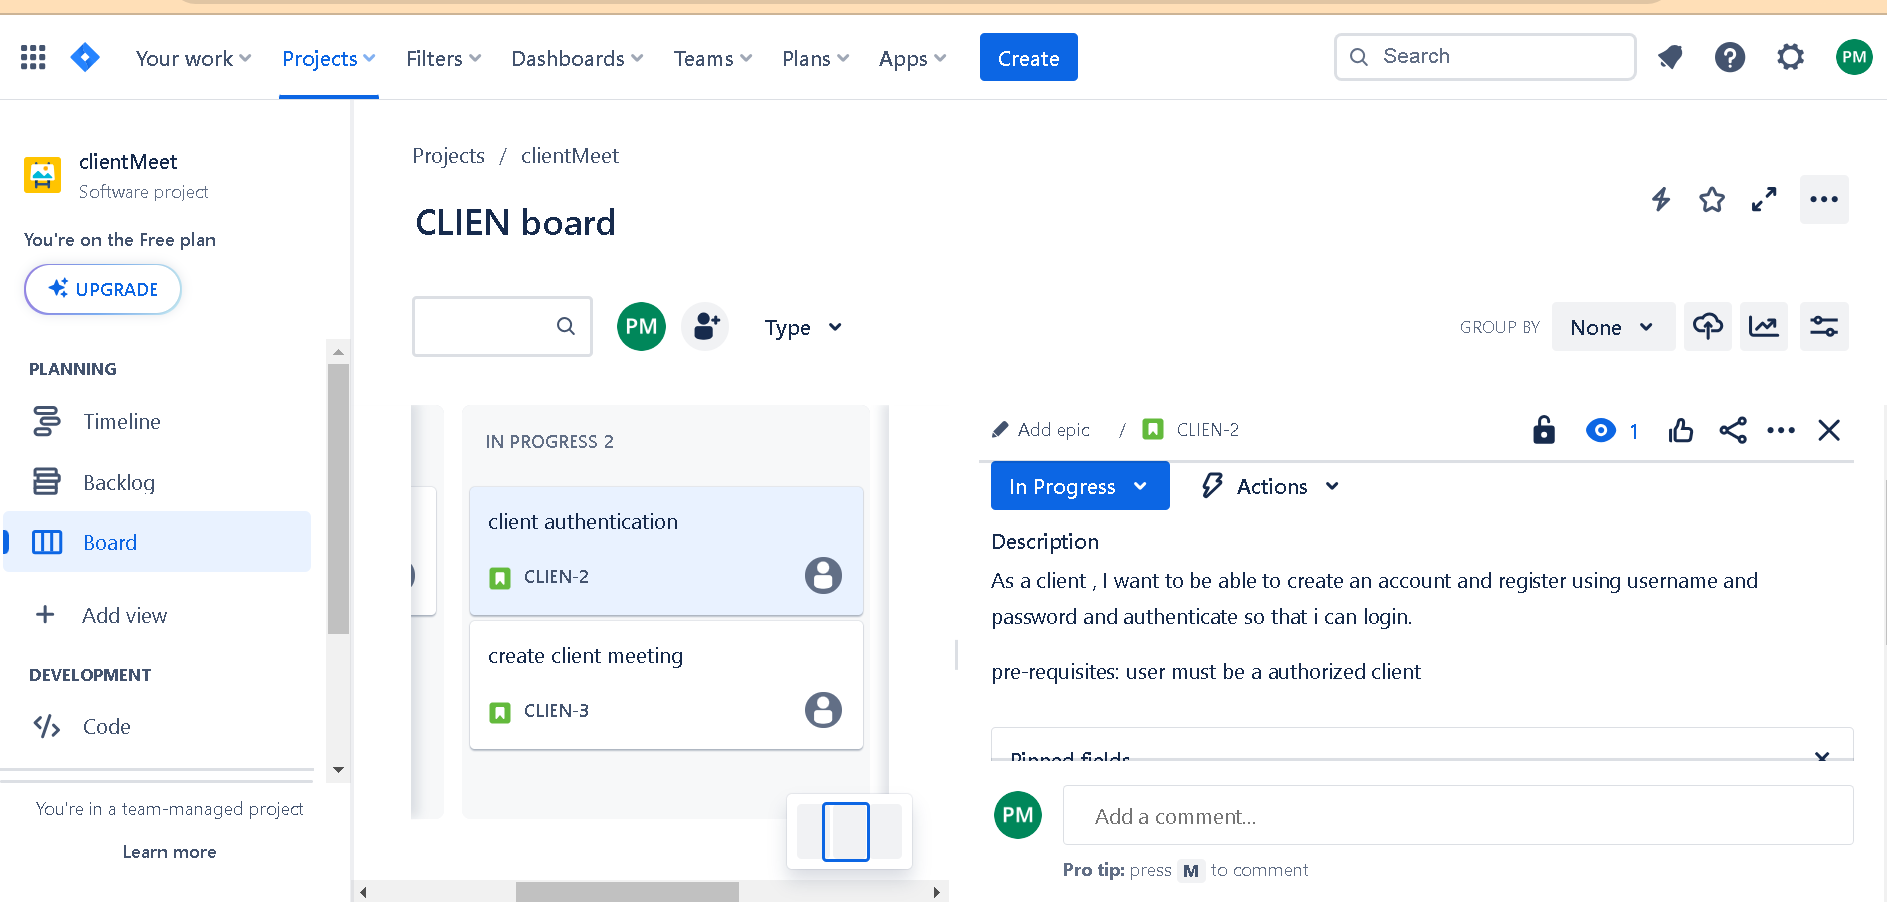 Your work Projects Filters Dashboards Teams Plans Apps Create Search PM
clientMeet
Software project
You're on the Free plan
UPGRADE
PLANNING
Timeline
Backlog
Board
Add view
DEVELOPMENT
Code
You're in a team-managed project
Learn more
Projects / clientMeet
CLIEN board
PM Type GROUP BY None
IN PROGRESS 2
client authentication
CLIEN-2
create client meeting
CLIEN-3
Add epic / CLIEN-2 1
In Progress Actions
Description
As a client , I want to be able to create an account and register using username and
password and authenticate so that i can login.
pre-requisites: user must be a authorized client
Pinned fields
PM Add a comment...
Pro tip: press M to comment